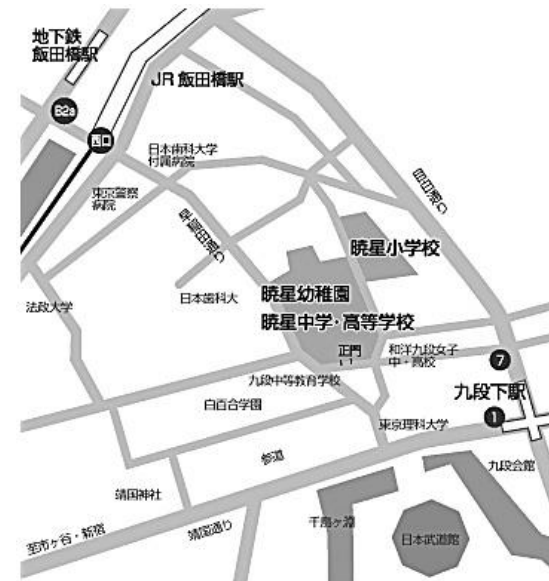 地下鉄
飯田橋駅
JR 飯田橋駅
B2a
西口
日本歯科大学
付属病院
東京警察
病院
早稲田通り
目白通り
暁星小学校
法政大学
日本歯科大
暁星幼稚園
暁星中学・高等学校
正門
和洋九段女子
中・高校
7
九段中等教育学校
九段下駅
白百合学園
1
東京理科大学
参道
九段会館
靖国神社
千鳥ヶ淵
至市ヶ谷・新宿
靖国通り
日本武道館